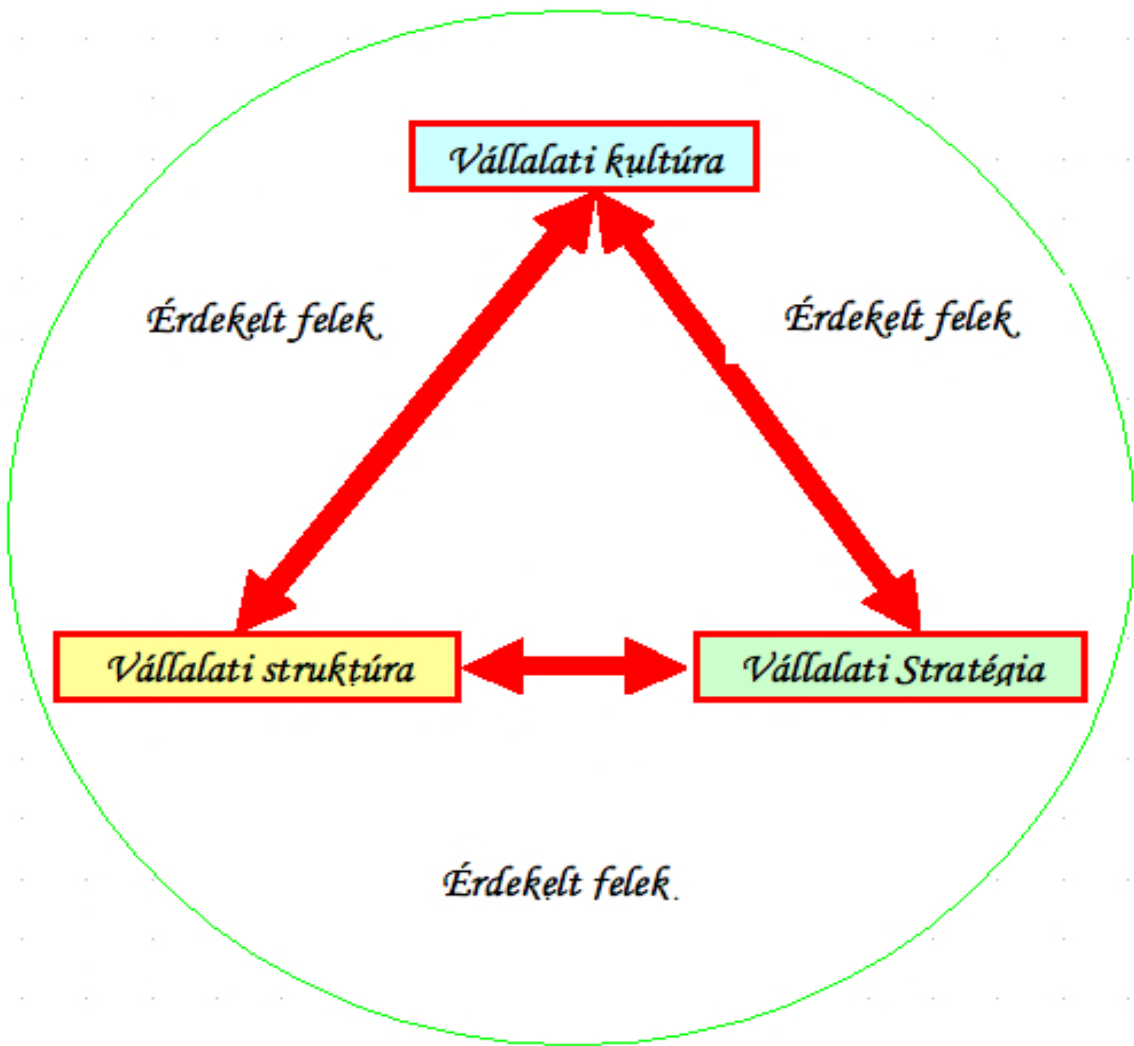 Vállalati kultúra
Érdekelt felek
Érdekelt felek
Vállalati struktúra
Vállalati Stratégia
Érdekelt felek